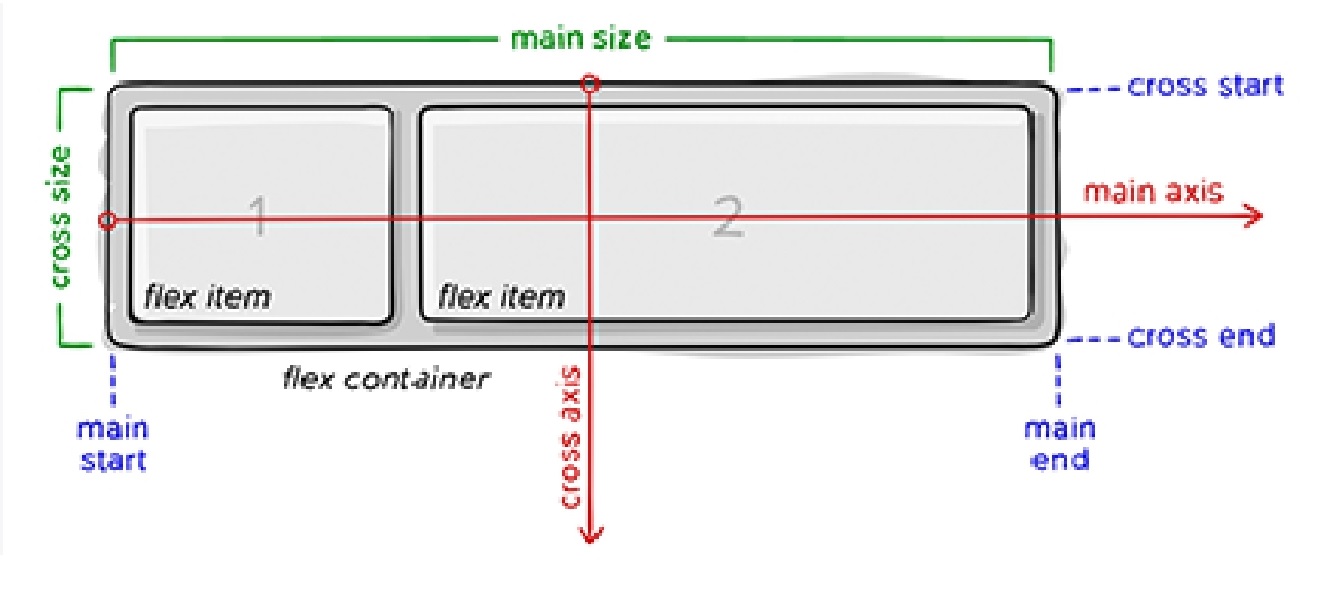 main size
cross start
cross size
main axis
1
2
flex item
flex item
cross end
flex container
cross axis
main
start
main
end